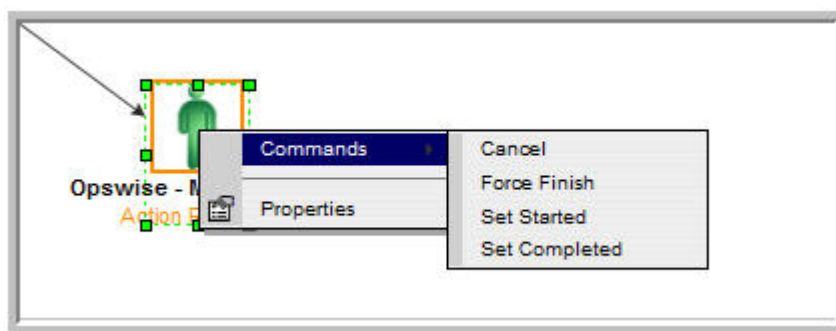 Commands
Cancel
Force Finish
Opswise -
Set Started
Action
Properties
Set Completed